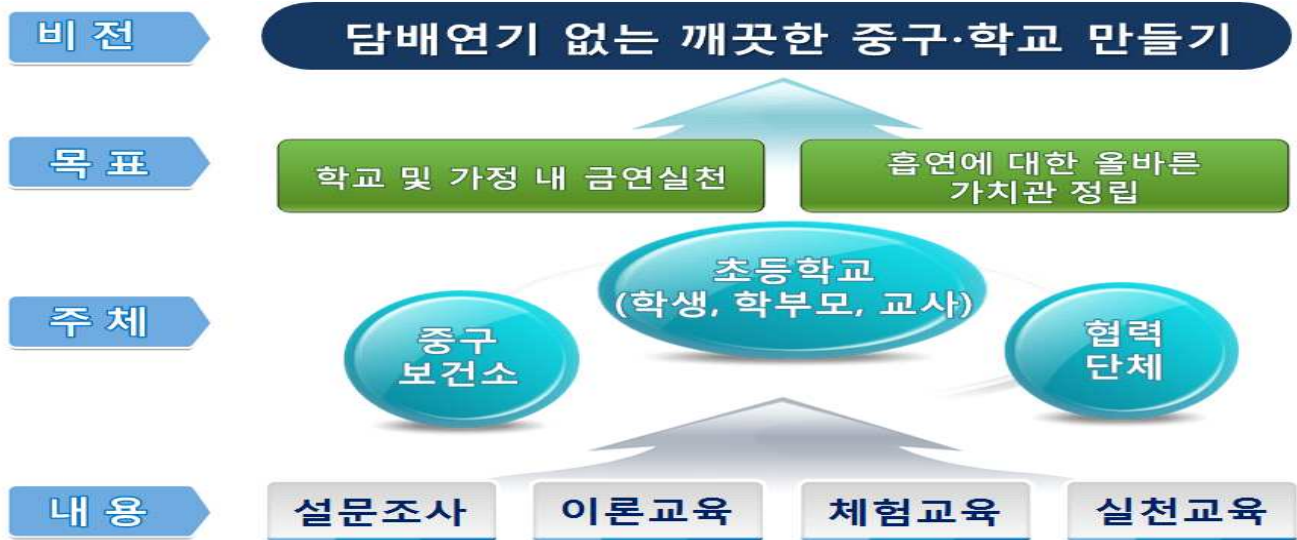 비 전
담배연기 없는 깨끗한 중구·학교 만들기
목 표
학교 및 가정 내 금연실천
흡연에 대한 올바른
가치관 정립
주 체
초등학교
(학생, 학부모, 교사)
중구
보건소
협력
단체
내 용
설문조사
이론교육
체험교육
실천교육